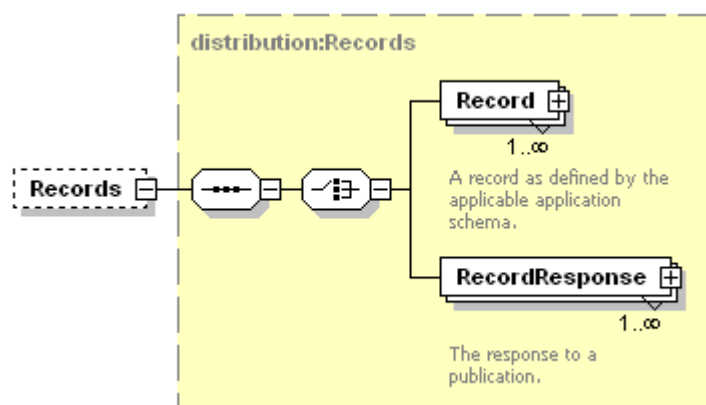 distribution:Records
Record
1..∞
A record as defined by the
applicable application
schema.
Records
RecordResponse
1..∞
The response to a
publication.